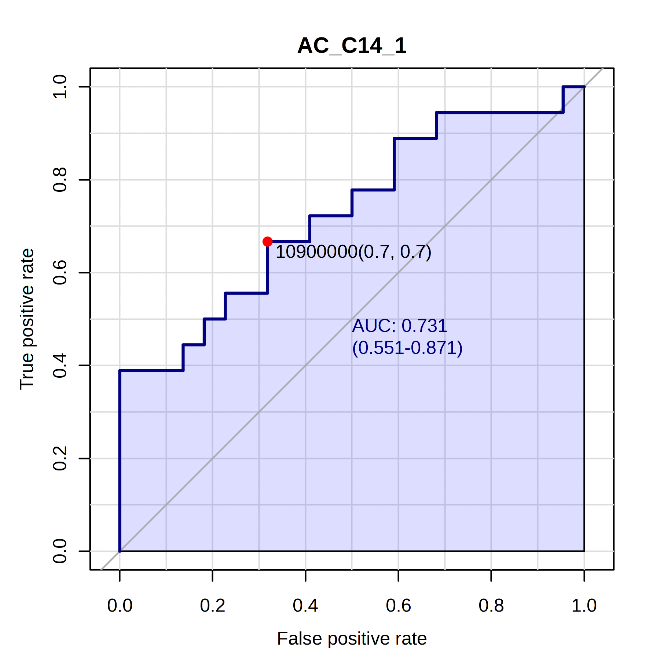 AC_C14_1
1.0
0.8
0.6
0.4
0.2
0.0
True positive rate
10900000(0.7, 0.7)
AUC: 0.731
(0.551-0.871)
0.0 0.2 0.4 0.6 0.8 1.0
False positive rate